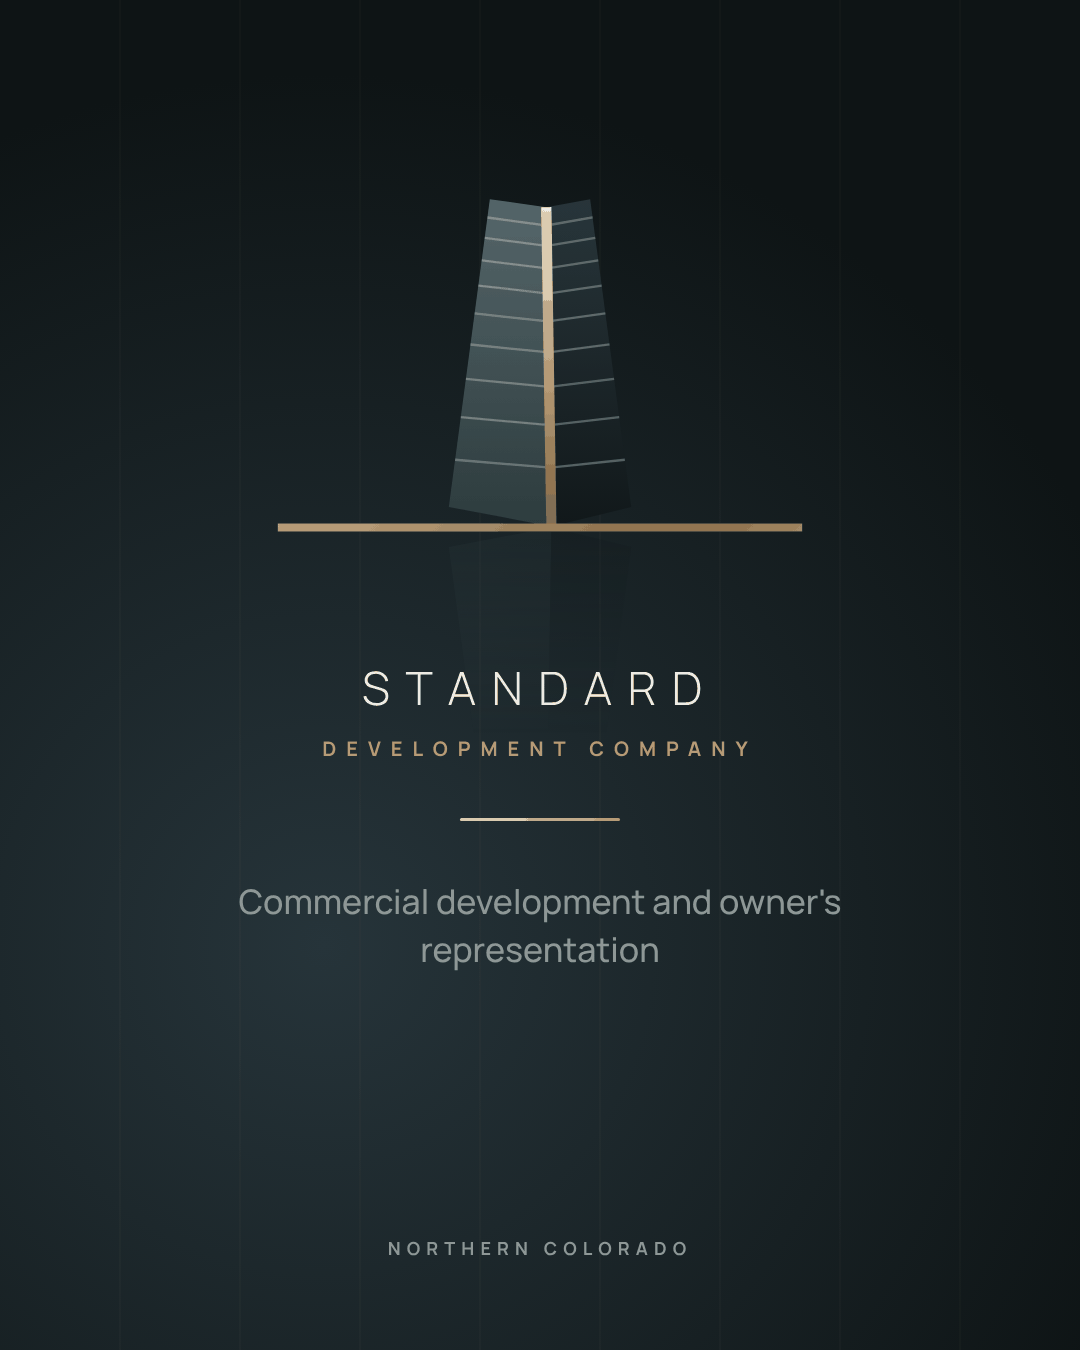 STANDARD
DEVELOPMENT COMPANY
Commercial development and owner's
representation
NORTHERN COLORADO